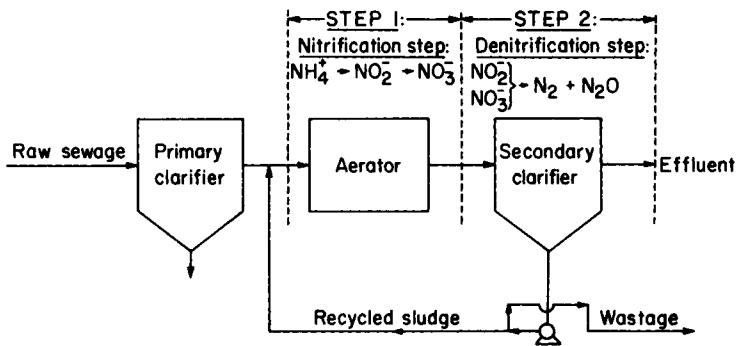 STEP 1:
Nitrification step:
NH₄⁺ → NO₂⁻ → NO₃⁻
STEP 2:
Denitrification step:
NO₂⁻
NO₃⁻
} → N₂ + N₂O
Raw sewage
Primary
clarifier
Aerator
Secondary
clarifier
Effluent
Recycled sludge
Wastage